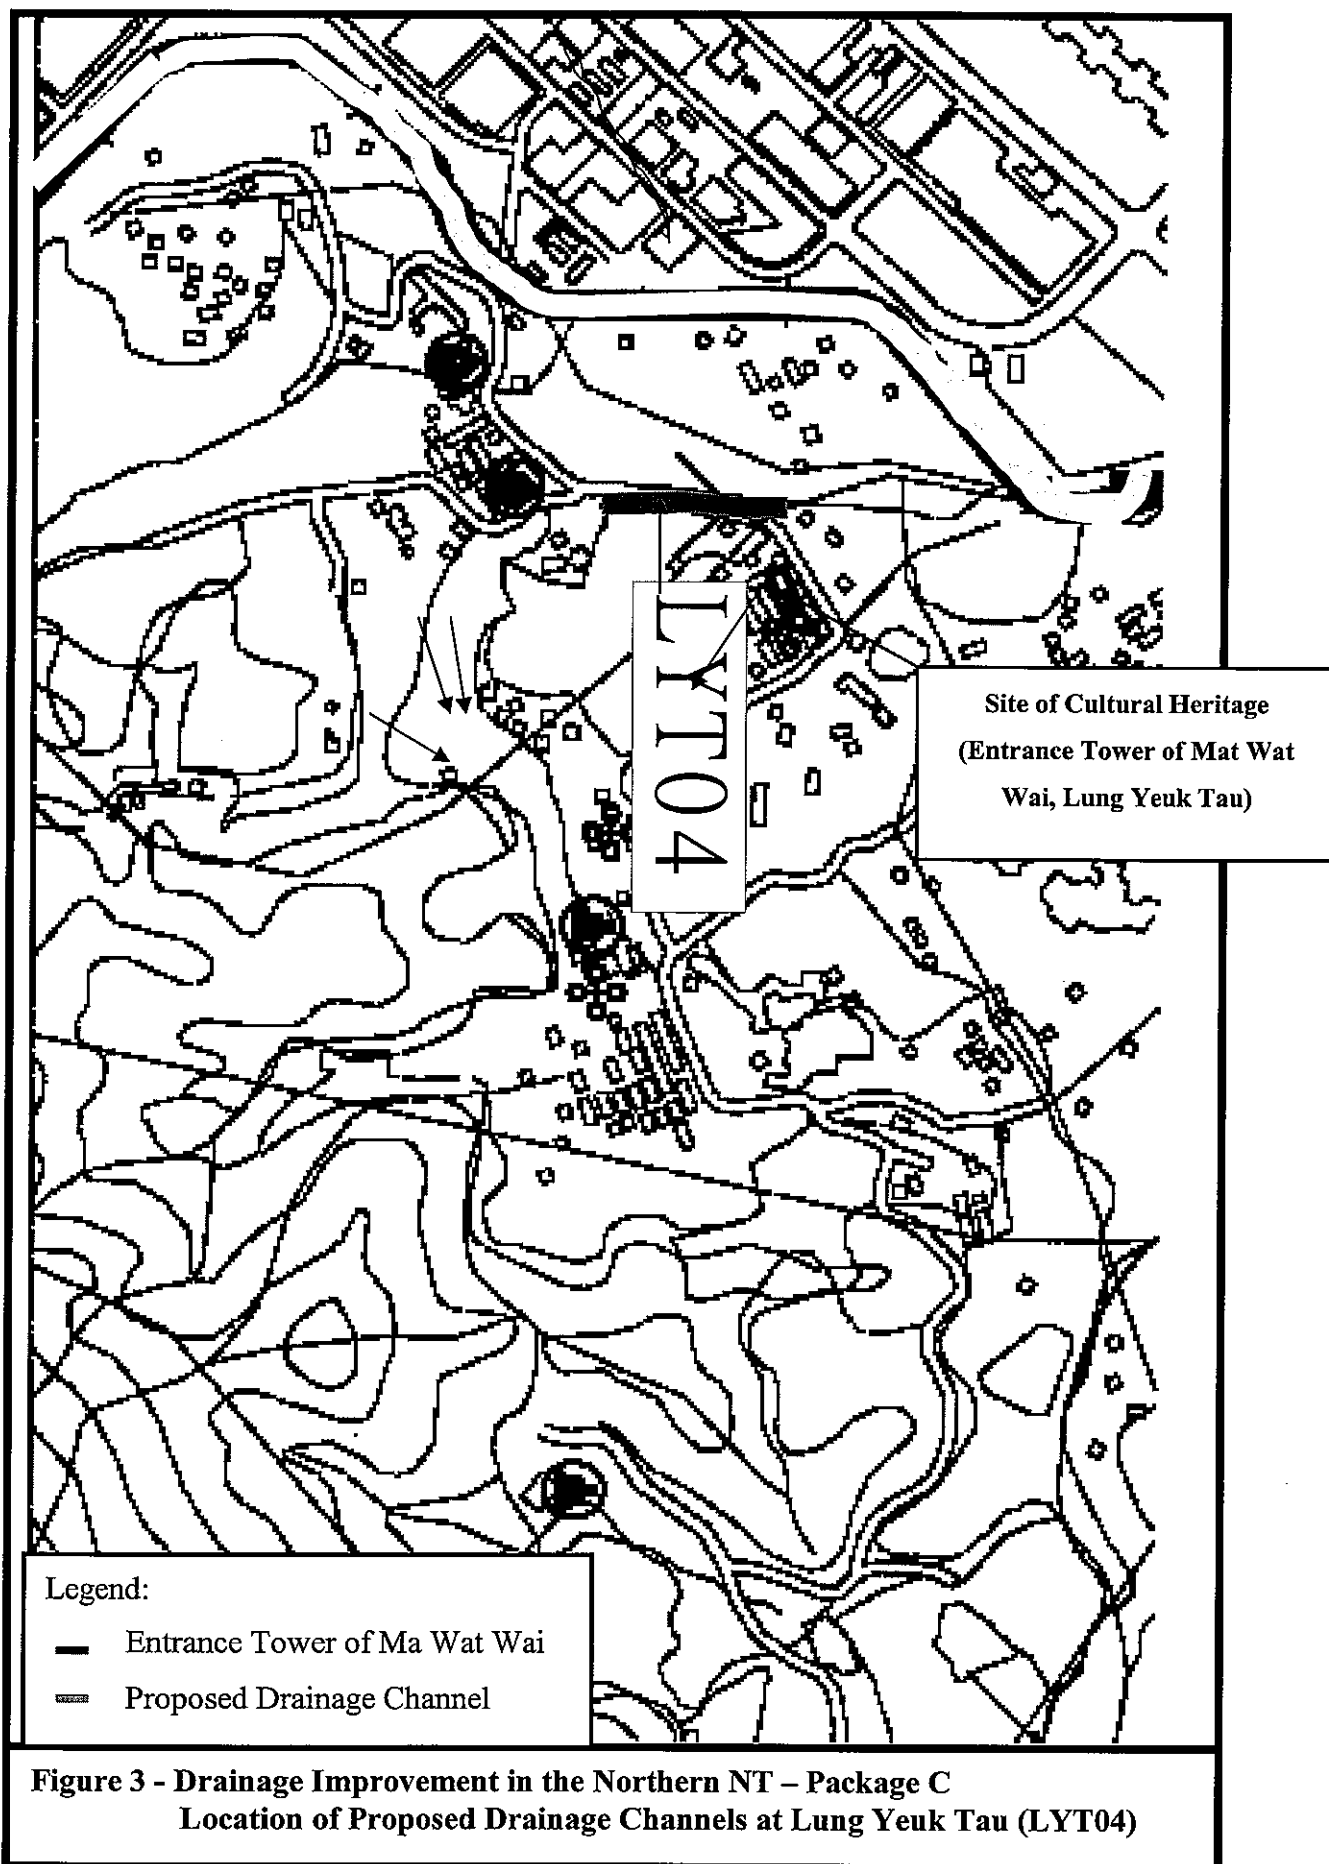 LYT04
Site of Cultural Heritage
(Entrance Tower of Mat Wat
Wai, Lung Yeuk Tau)
Legend:
Entrance Tower of Ma Wat Wai
Proposed Drainage Channel
Figure 3 - Drainage Improvement in the Northern NT – Package C
Location of Proposed Drainage Channels at Lung Yeuk Tau (LYT04)